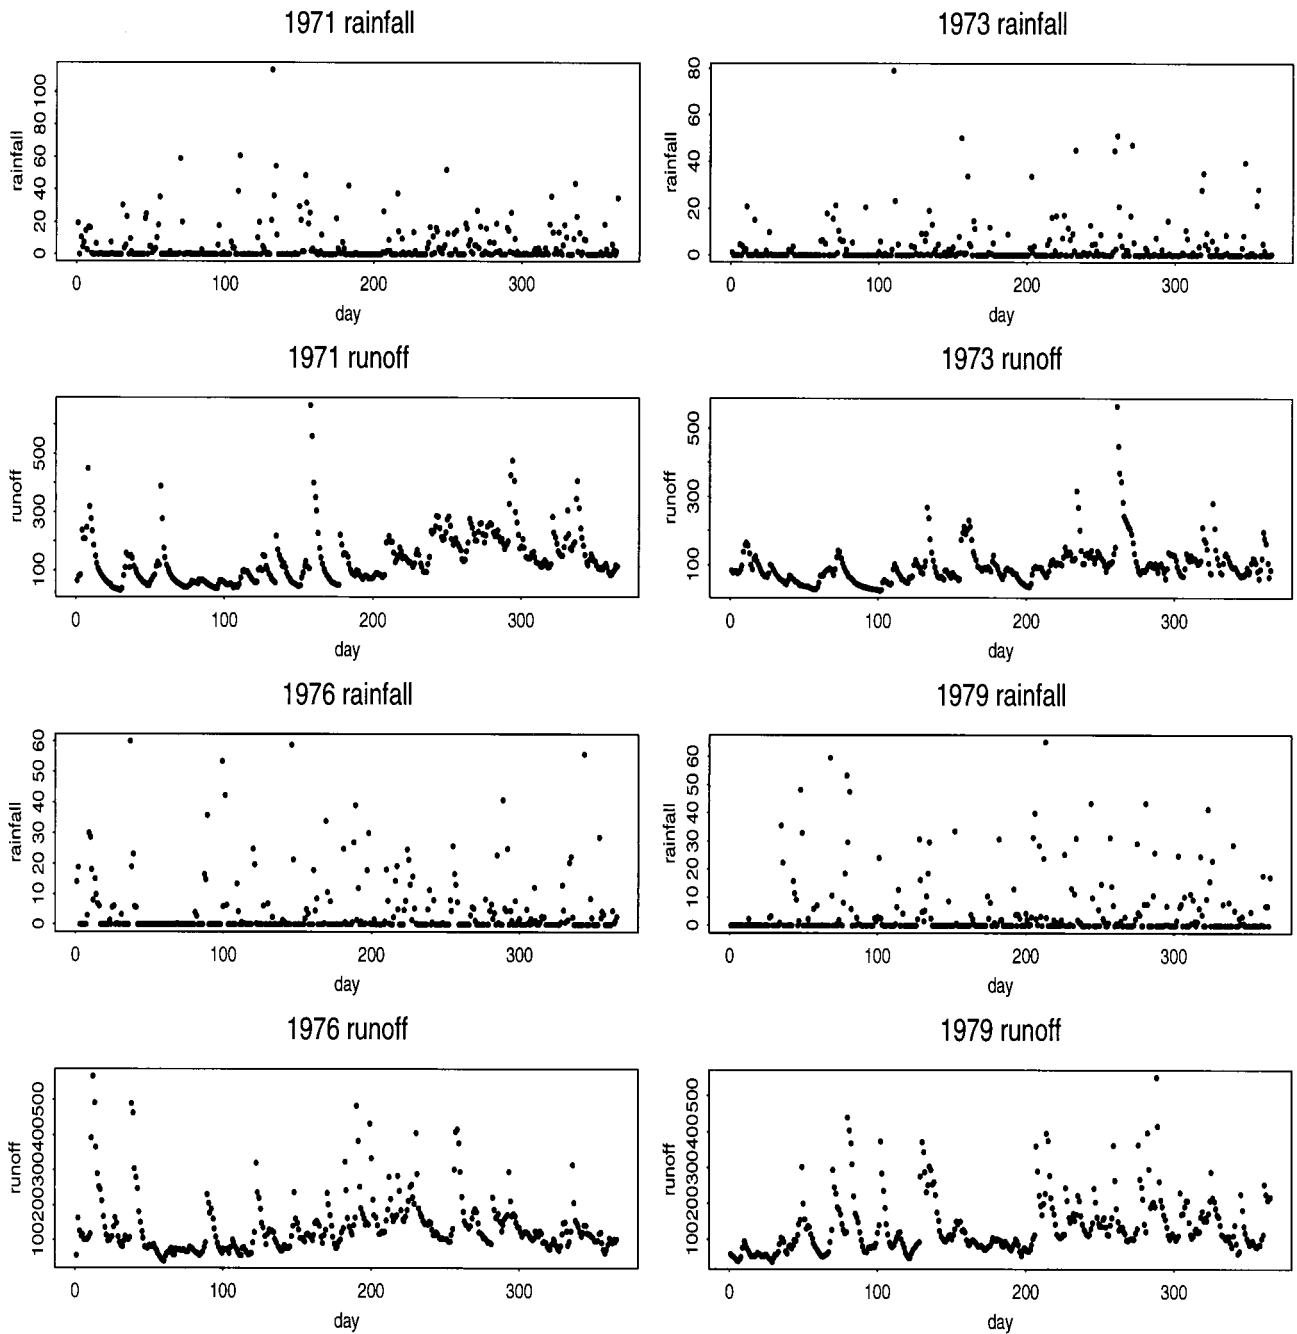 1971 rainfall
rainfall
0 20 40 60 80 100
0 100 200 300
day
1973 rainfall
rainfall
0 20 40 60 80
0 100 200 300
day
1971 runoff
runoff
100 300 500
0 100 200 300
day
1973 runoff
runoff
100 300 500
0 100 200 300
day
1976 rainfall
rainfall
0 10 20 30 40 50 60
0 100 200 300
day
1979 rainfall
rainfall
0 10 20 30 40 50 60
0 100 200 300
day
1976 runoff
runoff
100200300400500
0 100 200 300
day
1979 runoff
runoff
100200300400500
0 100 200 300
day